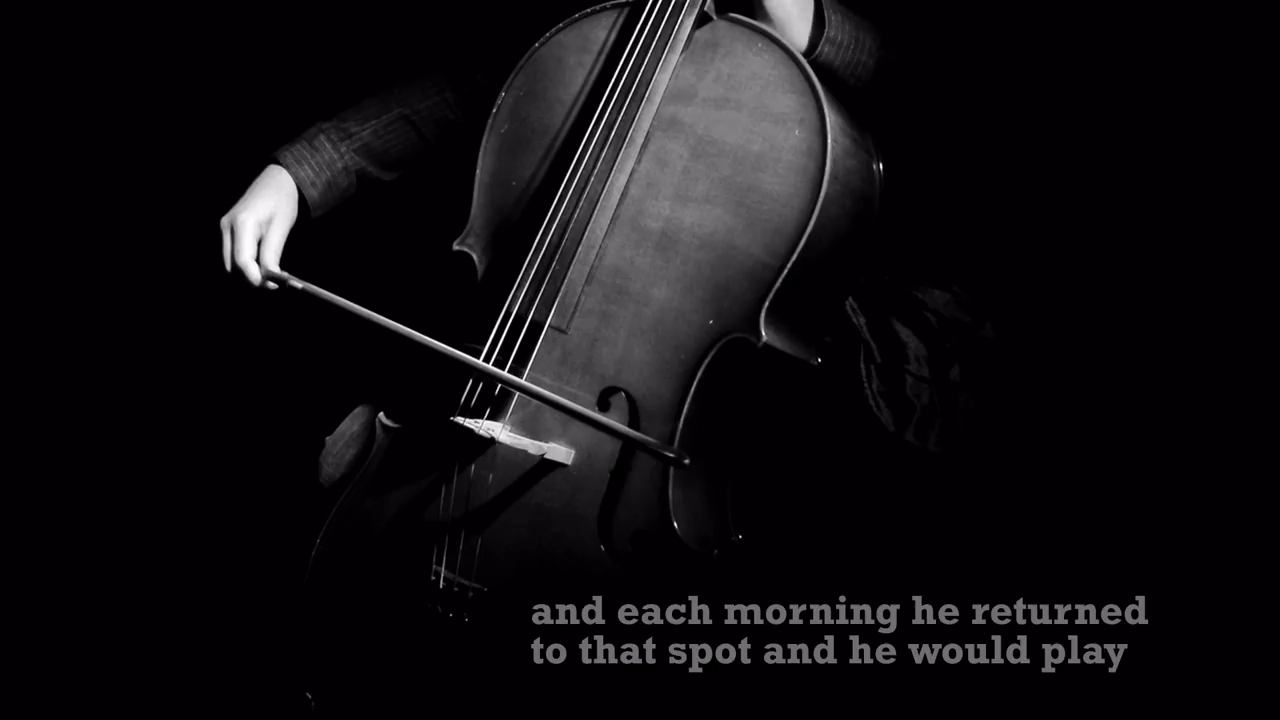 and each morning he returned
to that spot and he would play